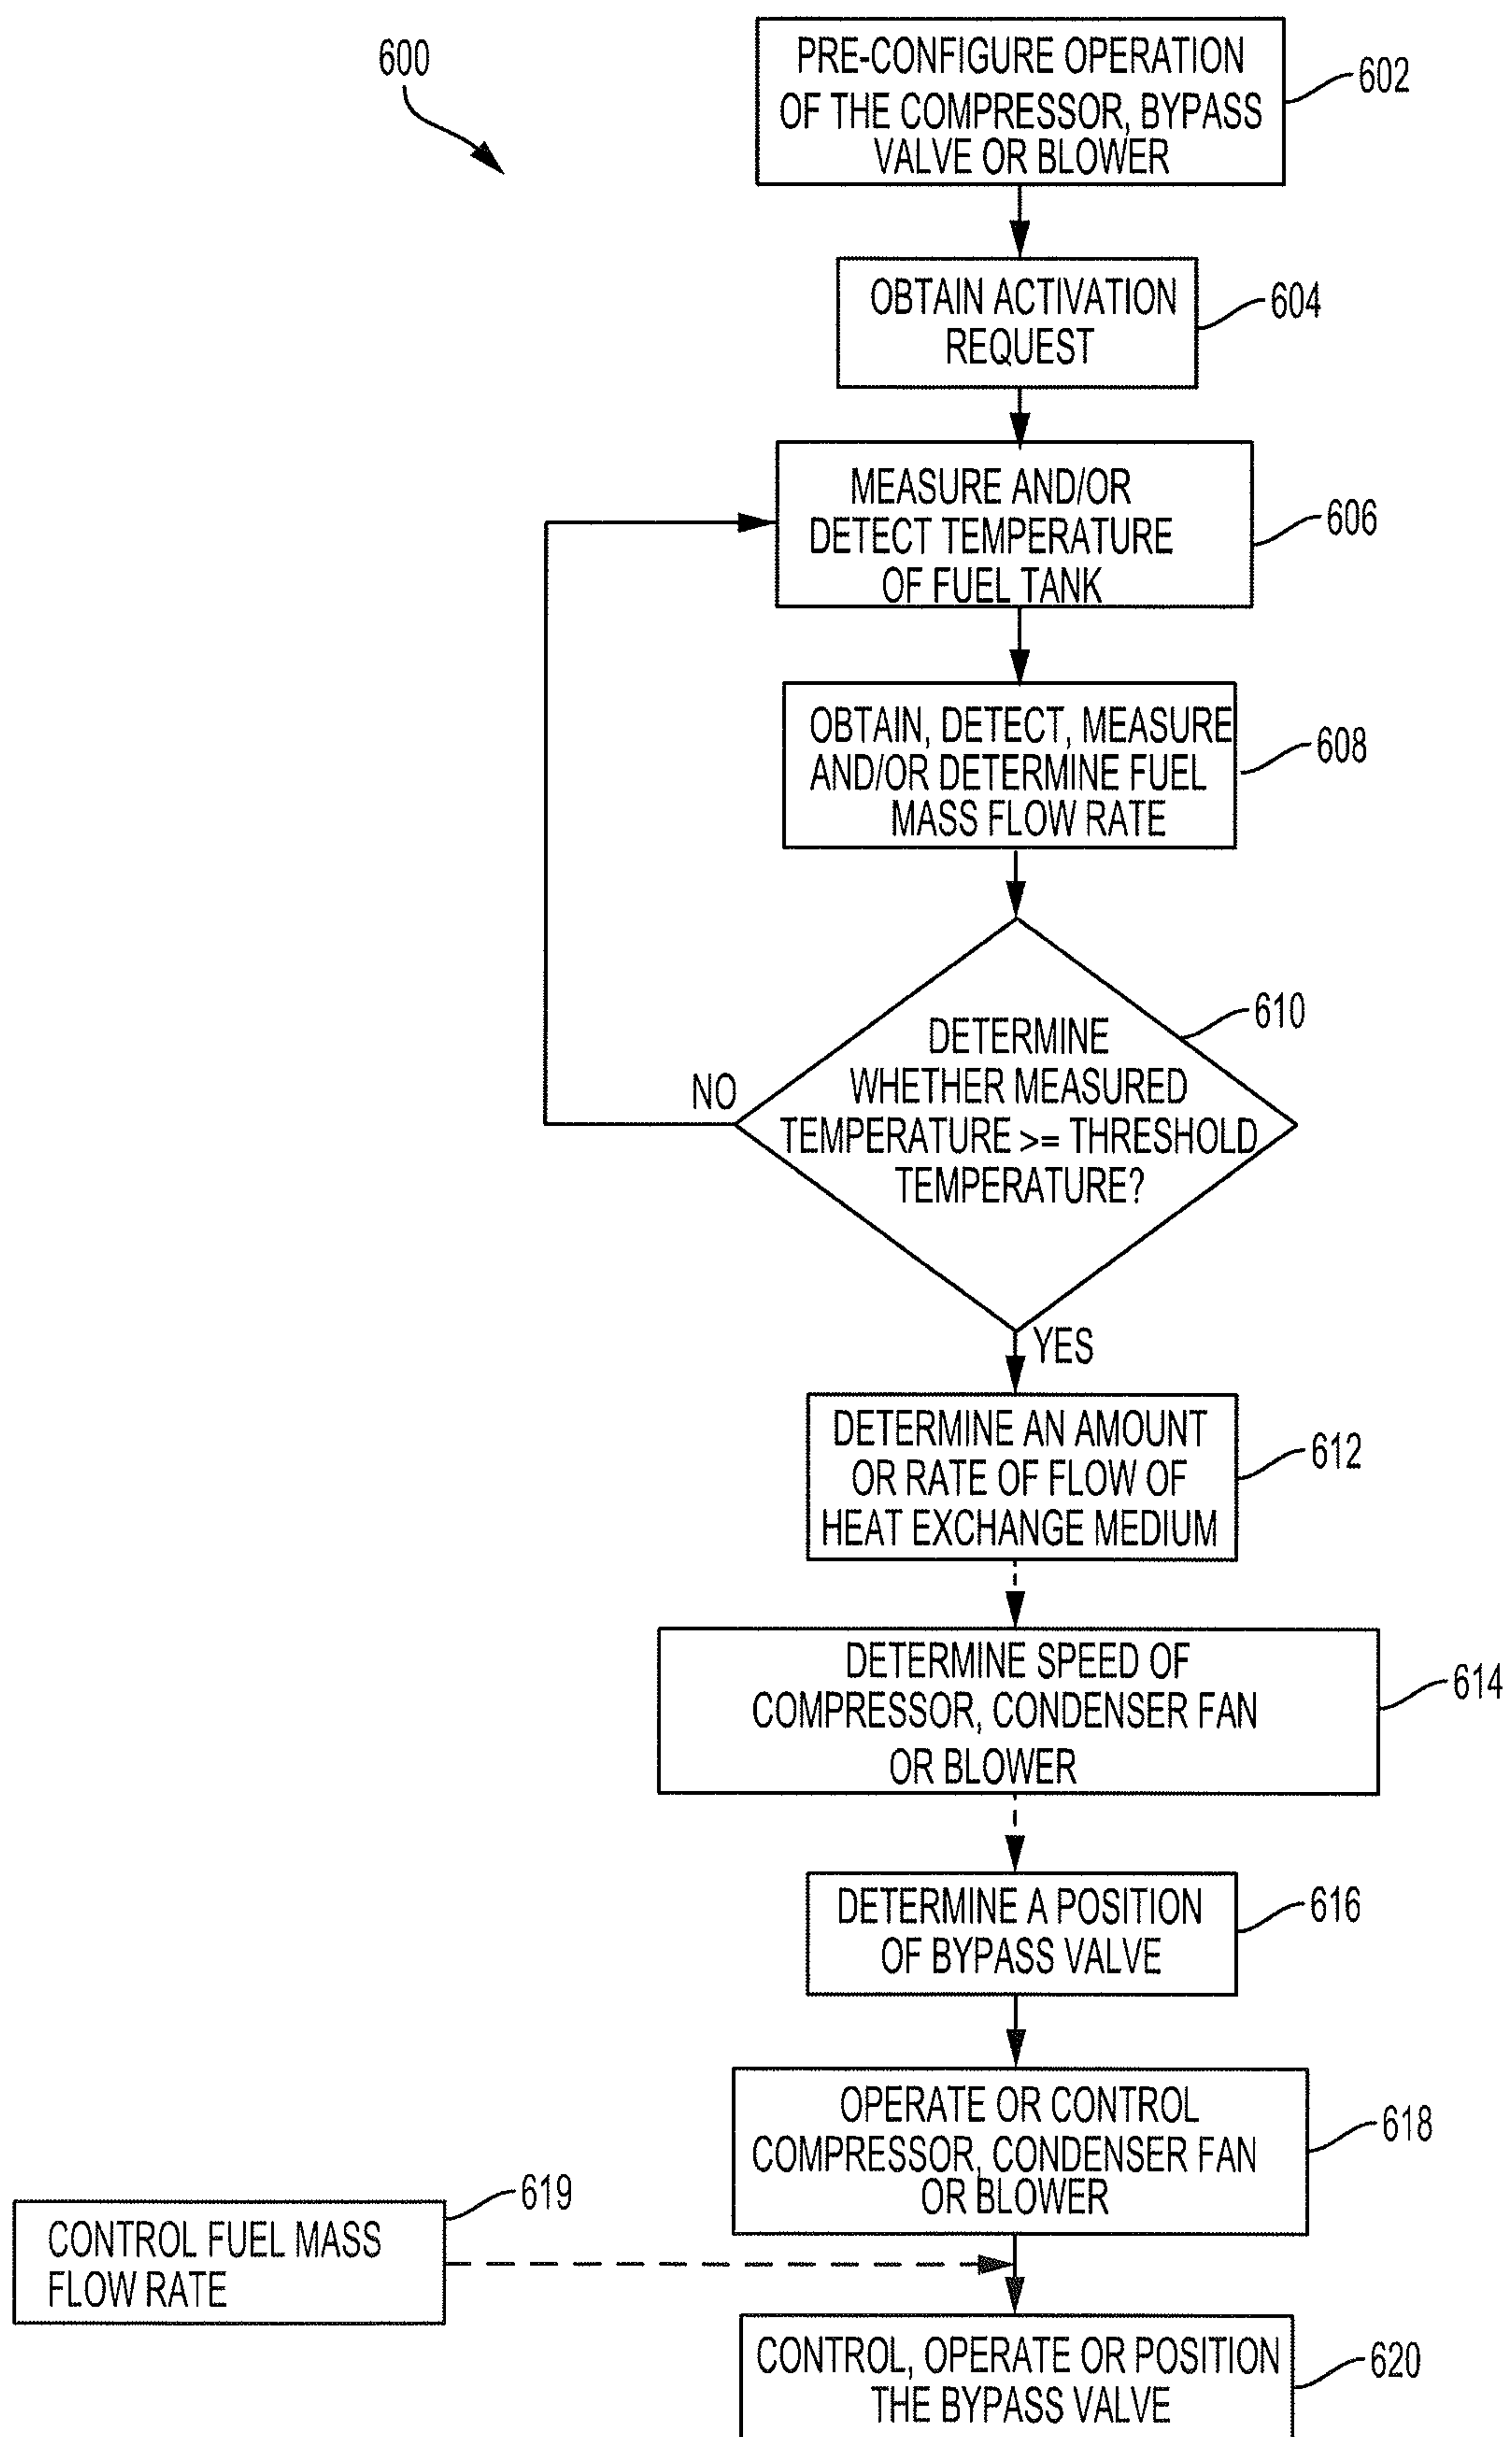 600
PRE-CONFIGURE OPERATION
OF THE COMPRESSOR, BYPASS
VALVE OR BLOWER
602
OBTAIN ACTIVATION
REQUEST
604
MEASURE AND/OR
DETECT TEMPERATURE
OF FUEL TANK
606
OBTAIN, DETECT, MEASURE
AND/OR DETERMINE FUEL
MASS FLOW RATE
608
DETERMINE
WHETHER MEASURED
TEMPERATURE >= THRESHOLD
TEMPERATURE?
610
NO
YES
DETERMINE AN AMOUNT
OR RATE OF FLOW OF
HEAT EXCHANGE MEDIUM
612
DETERMINE SPEED OF
COMPRESSOR, CONDENSER FAN
OR BLOWER
614
DETERMINE A POSITION
OF BYPASS VALVE
616
OPERATE OR CONTROL
COMPRESSOR, CONDENSER FAN
OR BLOWER
618
CONTROL FUEL MASS
FLOW RATE
619
CONTROL, OPERATE OR POSITION
THE BYPASS VALVE
620